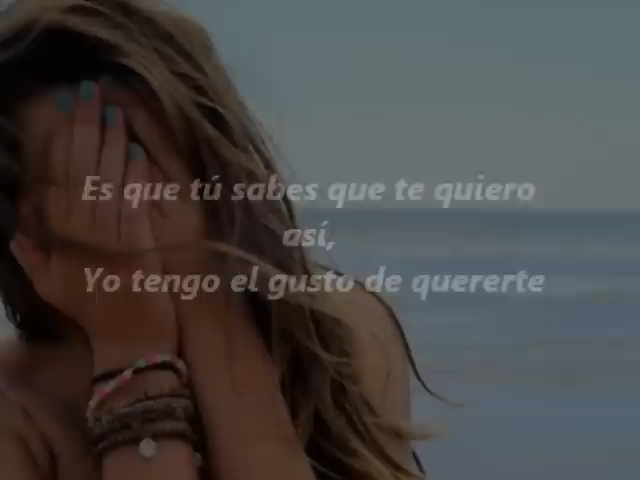 Es que tú sabes que te quiero
así,
Yo tengo el gusto de quererte